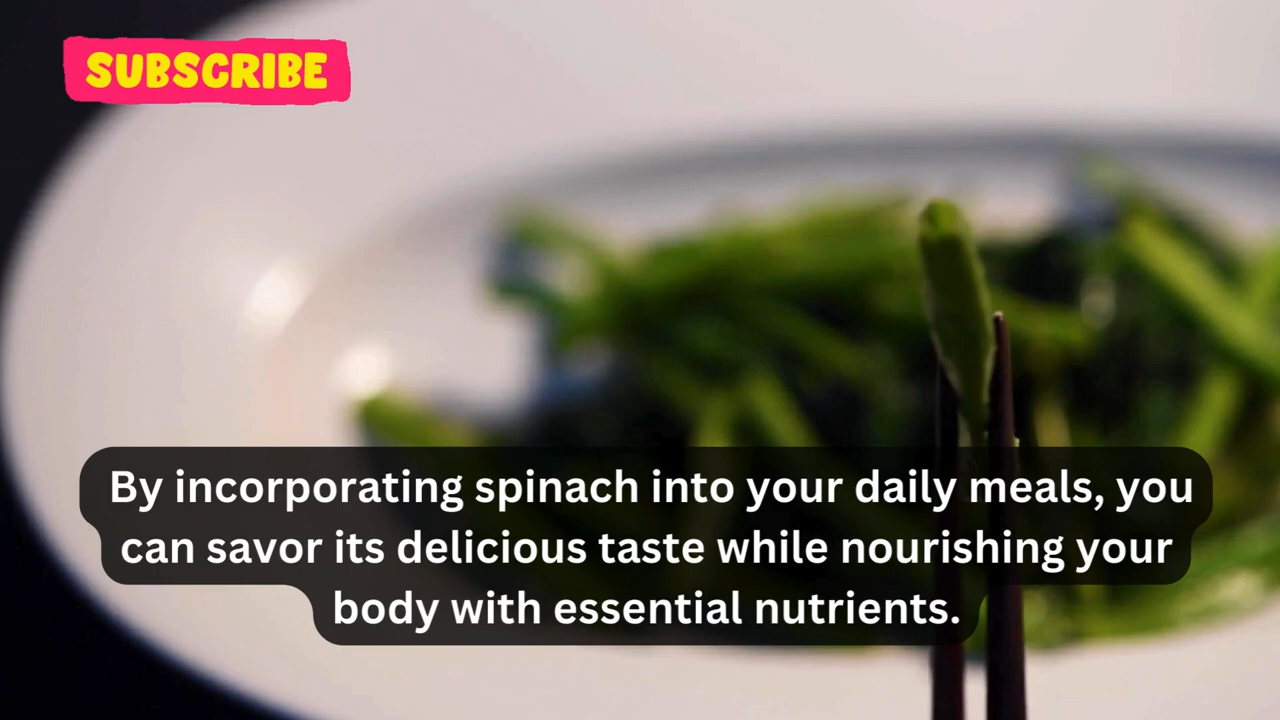 SUBSCRIBE
By incorporating spinach into your daily meals, you
can savor its delicious taste while nourishing your
body with essential nutrients.